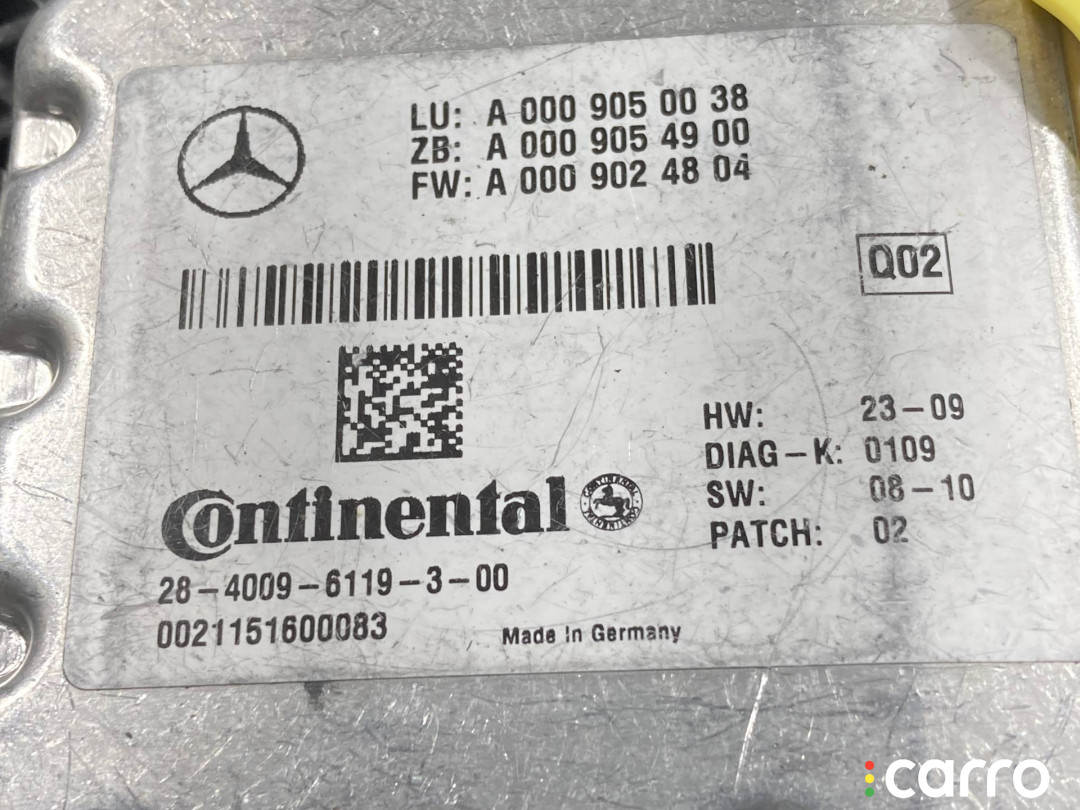 LU: A 000 905 00 38
ZB: A 000 905 49 00
FW: A 000 902 48 04
Q02
HW: 23-09
DIAG-K: 0109
SW: 08-10
PATCH: 02
Continental
28-4009-6119-3-00
0021151600083
Made in Germany
carro